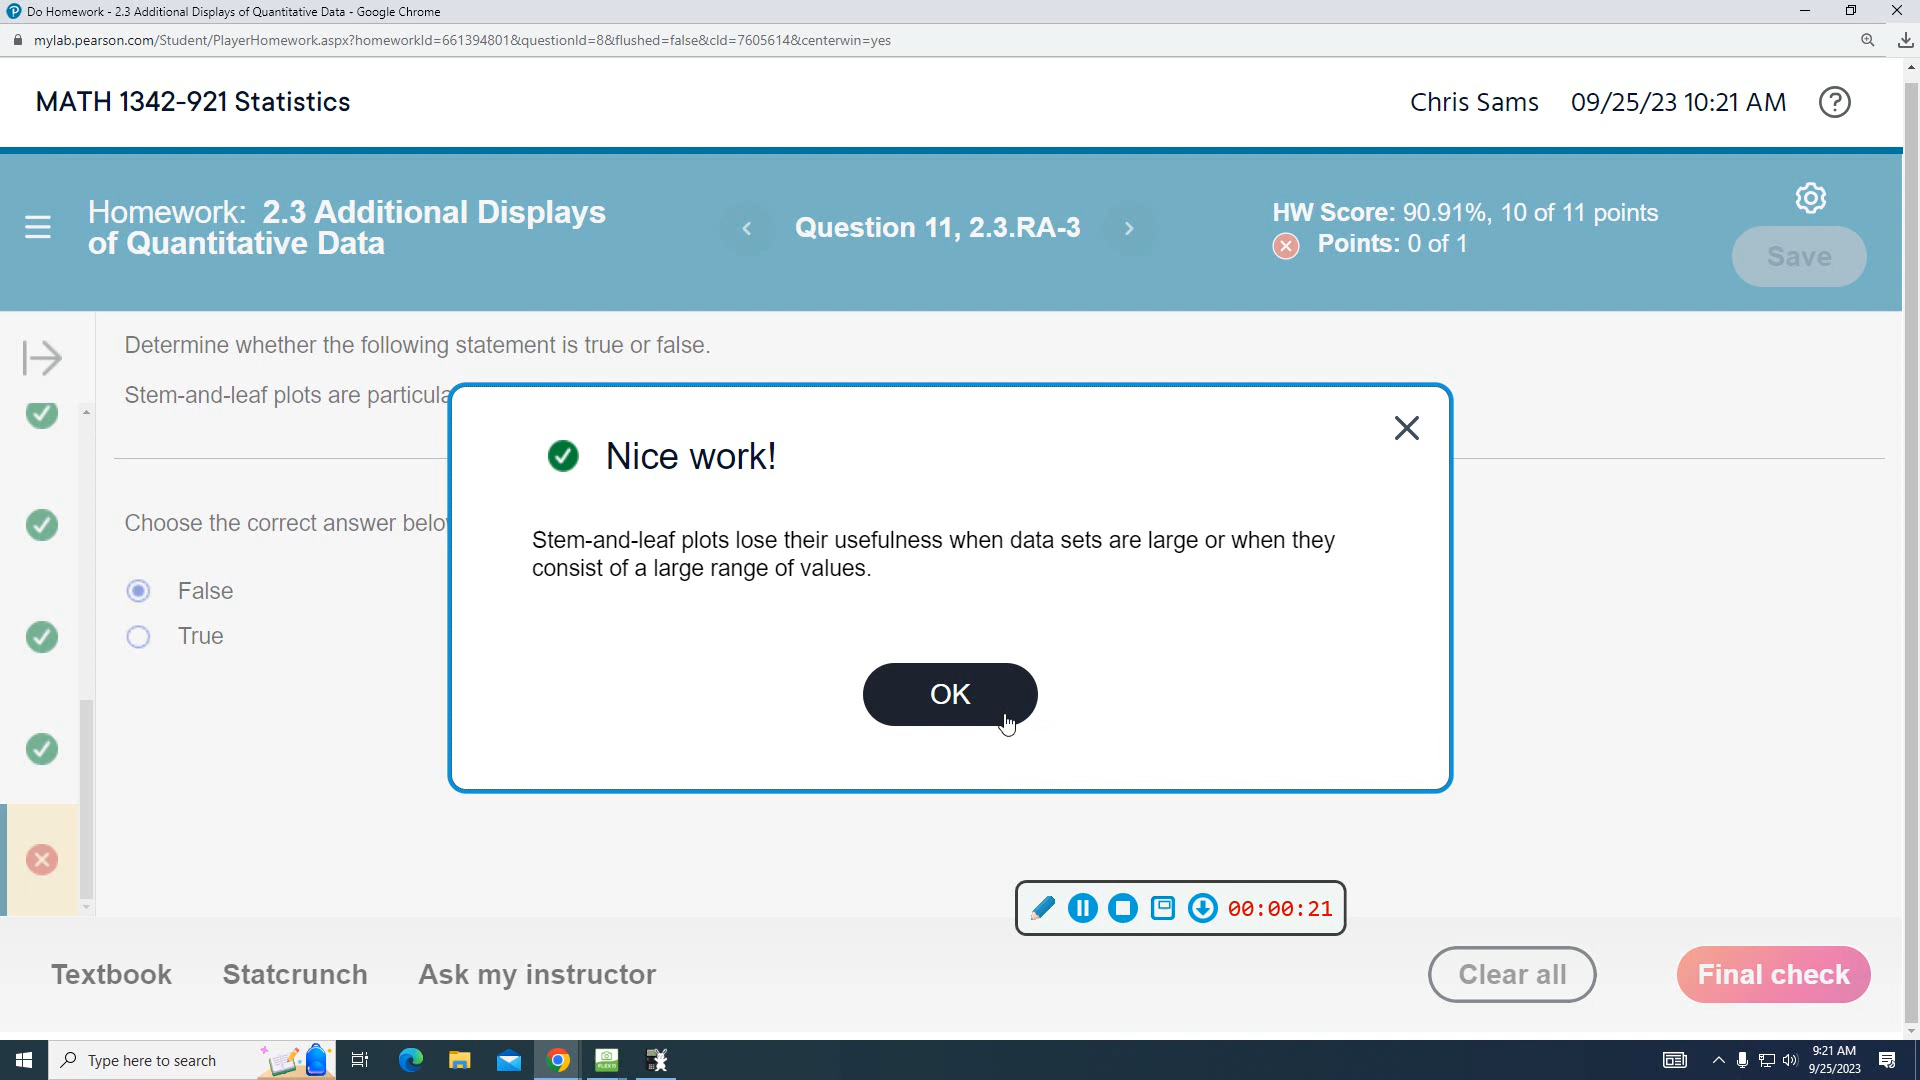 Do Homework - 2.3 Additional Displays of Quantitative Data - Google Chrome
mylab.pearson.com/Student/PlayerHomework.aspx?homeworkId=661394801&questionId=8&flushed=false&cId=7605614&centerwin=yes
MATH 1342-921 Statistics
Chris Sams 09/25/23 10:21 AM
Homework: 2.3 Additional Displays
of Quantitative Data
Question 11, 2.3.RA-3
HW Score: 90.91%, 10 of 11 points
Points: 0 of 1
Save
Determine whether the following statement is true or false.
Stem-and-leaf plots are particula
Nice work!
Stem-and-leaf plots lose their usefulness when data sets are large or when they
consist of a large range of values.
OK
Choose the correct answer belo
False
True
00:00:21
Textbook
Statcrunch
Ask my instructor
Clear all
Final check
Type here to search
9:21 AM
9/25/2023